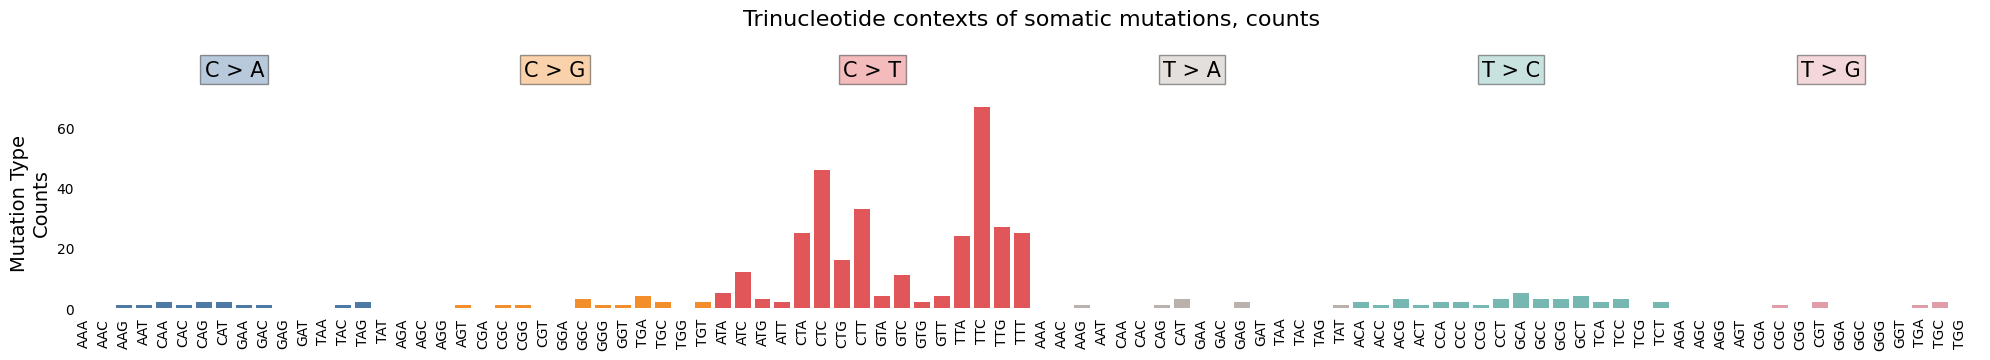 Trinucleotide contexts of somatic mutations, counts
C > A
C > G
C > T
T > A
T > C
T > G
Mutation Type
Counts
60
40
20
0
AAA AAC AAG AAT CAA CAC CAG CAT GAA GAC GAG GAT TAA TAC TAG TAT AGA AGC AGG AGT CGA CGC CGG CGT GGA GGC GGG GGT TGA TGC TGG TGT ATA ATC ATG ATT CTA CTC CTG CTT GTA GTC GTG GTT TTA TTC TTG TTT AAA AAC AAG AAT CAA CAC CAG CAT GAA GAC GAG GAT TAA TAC TAG TAT ACA ACC ACG ACT CCA CCC CCG CCT GCA GCC GCG GCT TCA TCC TCG TCT AGA AGC AGG AGT CGA CGC CGG CGT GGA GGC GGG GGT TGA TGC TGG